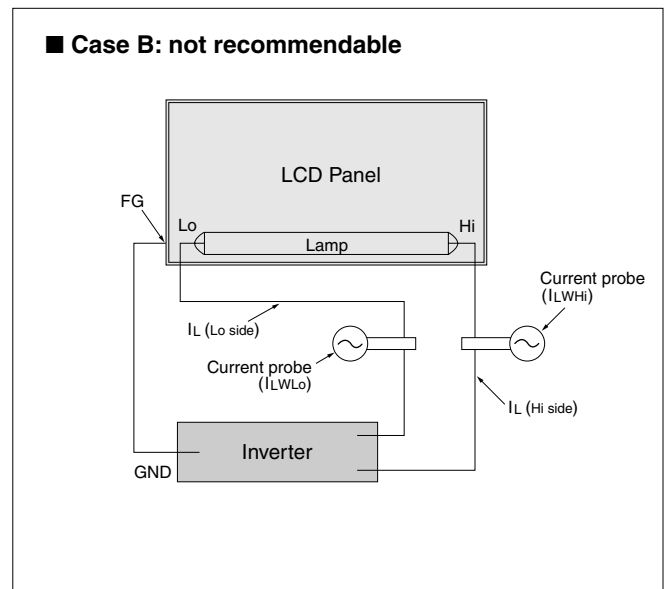 ■ Case B: not recommendable
LCD Panel
FG
Lo
Hi
Lamp
Current probe
(ILWHi)
IL (Lo side)
Current probe
(ILWLo)
IL (Hi side)
Inverter
GND